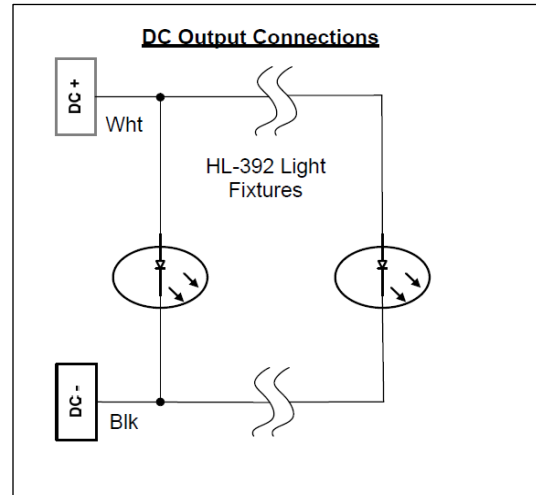 DC Output Connections
DC +
Wht
HL-392 Light
Fixtures
DC -
Blk